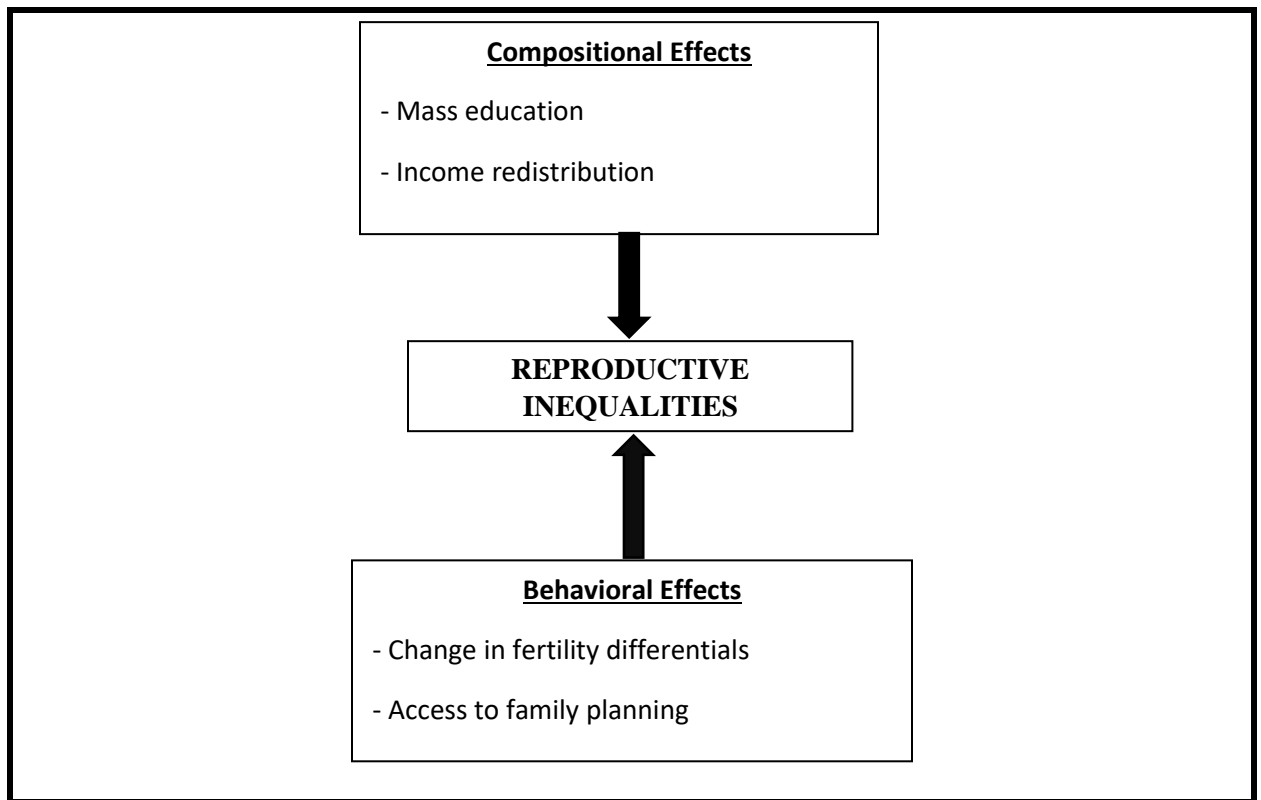 Compositional Effects
- Mass education
- Income redistribution
REPRODUCTIVE
INEQUALITIES
Behavioral Effects
- Change in fertility differentials
- Access to family planning